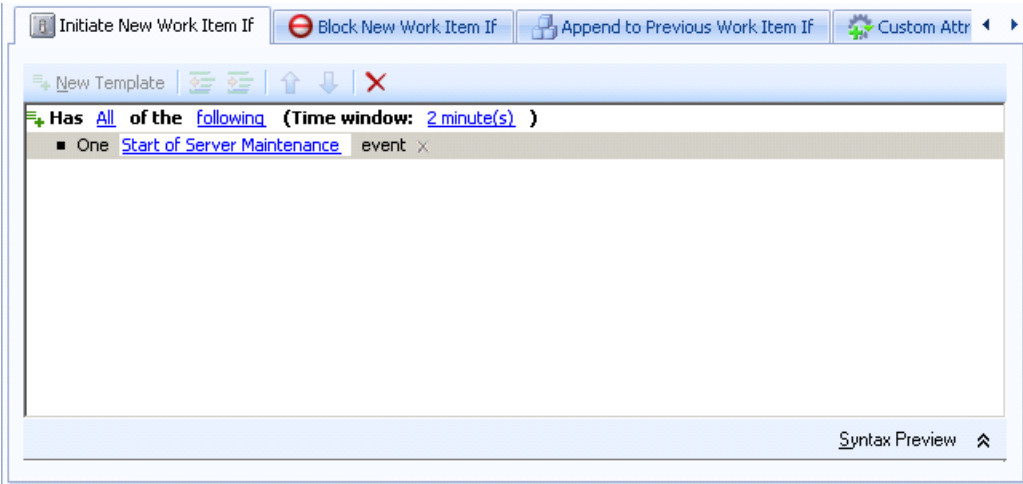 Initiate New Work Item If Block New Work Item If Append to Previous Work Item If Custom Attr
New Template
Has All of the following (Time window: 2 minute(s) )
One Start of Server Maintenance event
Syntax Preview